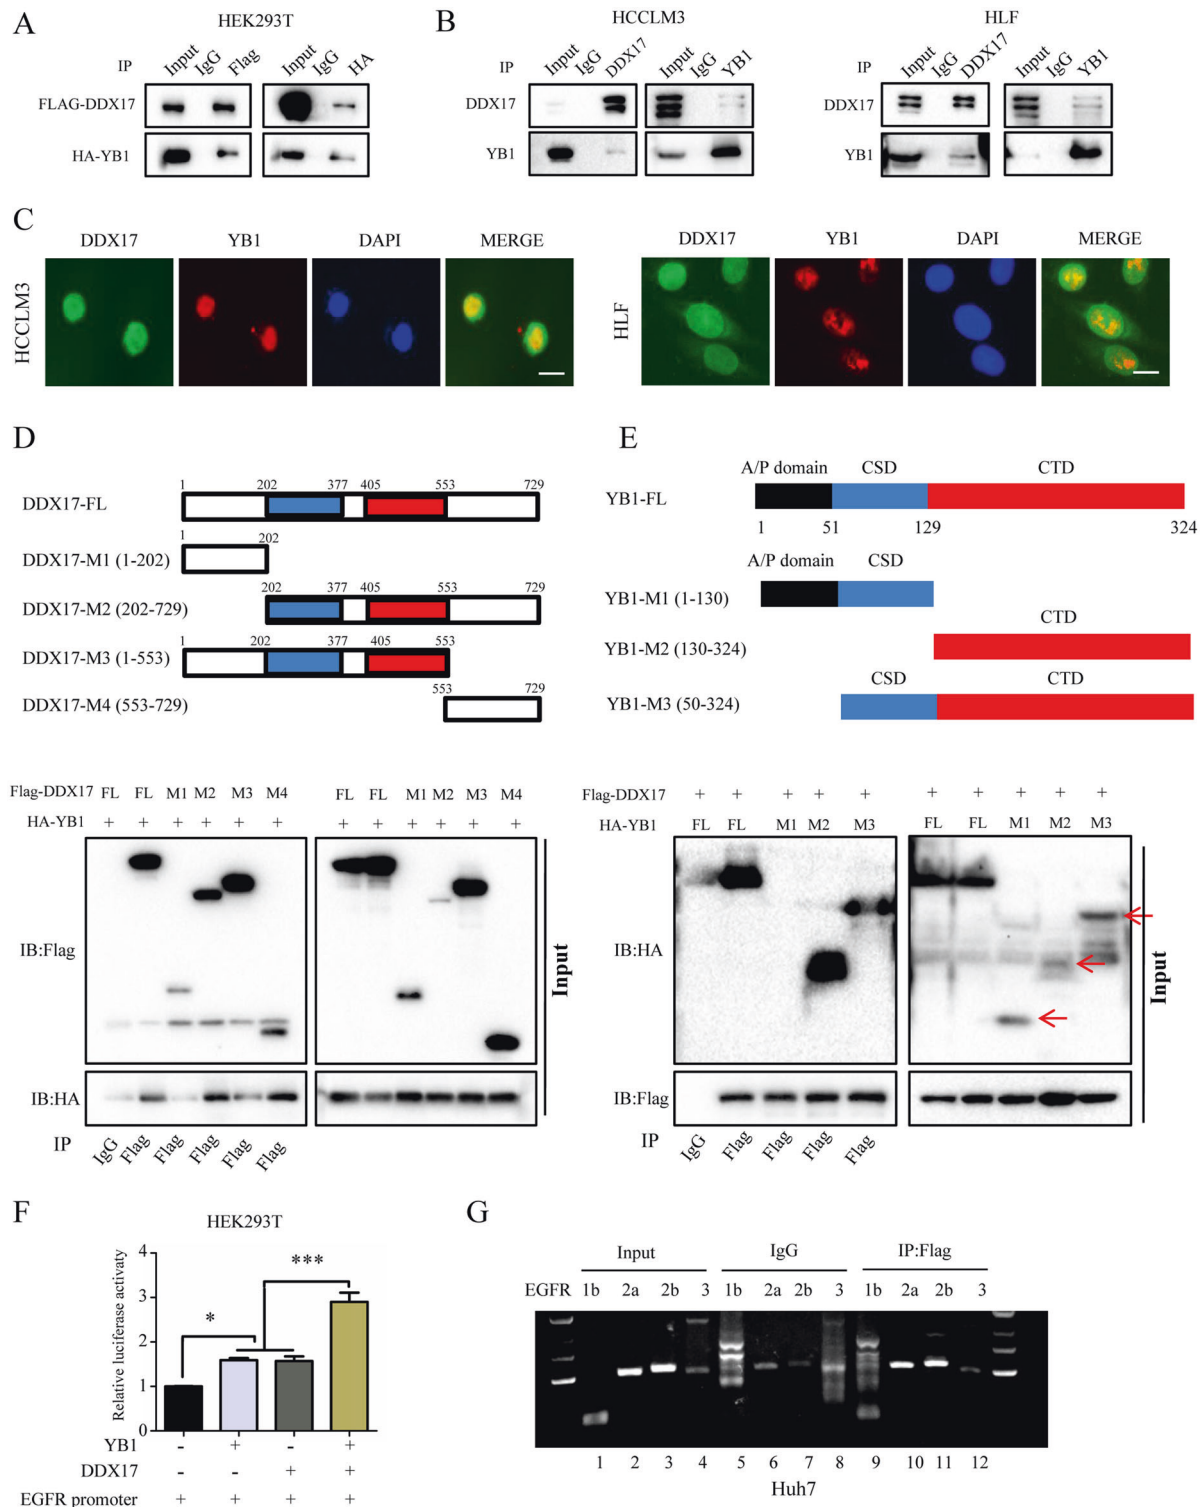 A
HEK293T
IP Input IgG Flag Input IgG HA
FLAG-DDX17
HA-YB1
B
HCCLM3
IP Input IgG DDX17 Input IgG YB1
DDX17
YB1
HLF
IP Input IgG DDX17 Input IgG YB1
DDX17
YB1
C
DDX17 YB1 DAPI MERGE
HCCLM3
DDX17 YB1 DAPI MERGE
HLF
D
1 202 377 405 553 729
DDX17-FL
1 202
DDX17-M1 (1-202)
202 377 405 553 729
DDX17-M2 (202-729)
1 202 377 405 553
DDX17-M3 (1-553)
553 729
DDX17-M4 (553-729)
Flag-DDX17 FL FL M1 M2 M3 M4 FL FL M1 M2 M3 M4
HA-YB1 + + + + + + + + + + + +
IB:Flag
IB:HA
Input
IP IgG Flag Flag Flag Flag Flag
E
A/P domain CSD CTD
YB1-FL
1 51 129 324
A/P domain CSD
YB1-M1 (1-130)
CTD
YB1-M2 (130-324)
CSD CTD
YB1-M3 (50-324)
Flag-DDX17 + + + + + + + + + +
HA-YB1 FL FL M1 M2 M3 FL FL M1 M2 M3
IB:HA
IB:Flag
Input
IP IgG Flag Flag Flag Flag
F
HEK293T
Relative luciferase activaty
4
3
2
1
0
*
***
YB1 - + - +
DDX17 - - + +
EGFR promoter + + + +
G
Input IgG IP:Flag
EGFR 1b 2a 2b 3 1b 2a 2b 3 1b 2a 2b 3
1 2 3 4 5 6 7 8 9 10 11 12
Huh7